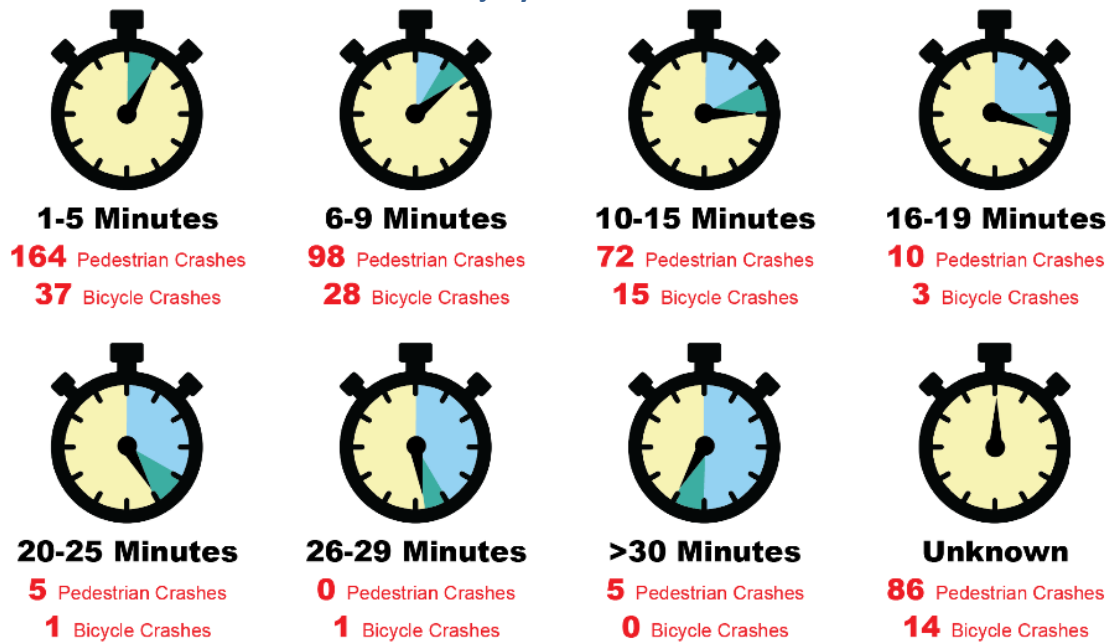 1-5 Minutes
164 Pedestrian Crashes
37 Bicycle Crashes
6-9 Minutes
98 Pedestrian Crashes
28 Bicycle Crashes
10-15 Minutes
72 Pedestrian Crashes
15 Bicycle Crashes
16-19 Minutes
10 Pedestrian Crashes
3 Bicycle Crashes
20-25 Minutes
5 Pedestrian Crashes
1 Bicycle Crashes
26-29 Minutes
0 Pedestrian Crashes
1 Bicycle Crashes
>30 Minutes
5 Pedestrian Crashes
0 Bicycle Crashes
Unknown
86 Pedestrian Crashes
14 Bicycle Crashes